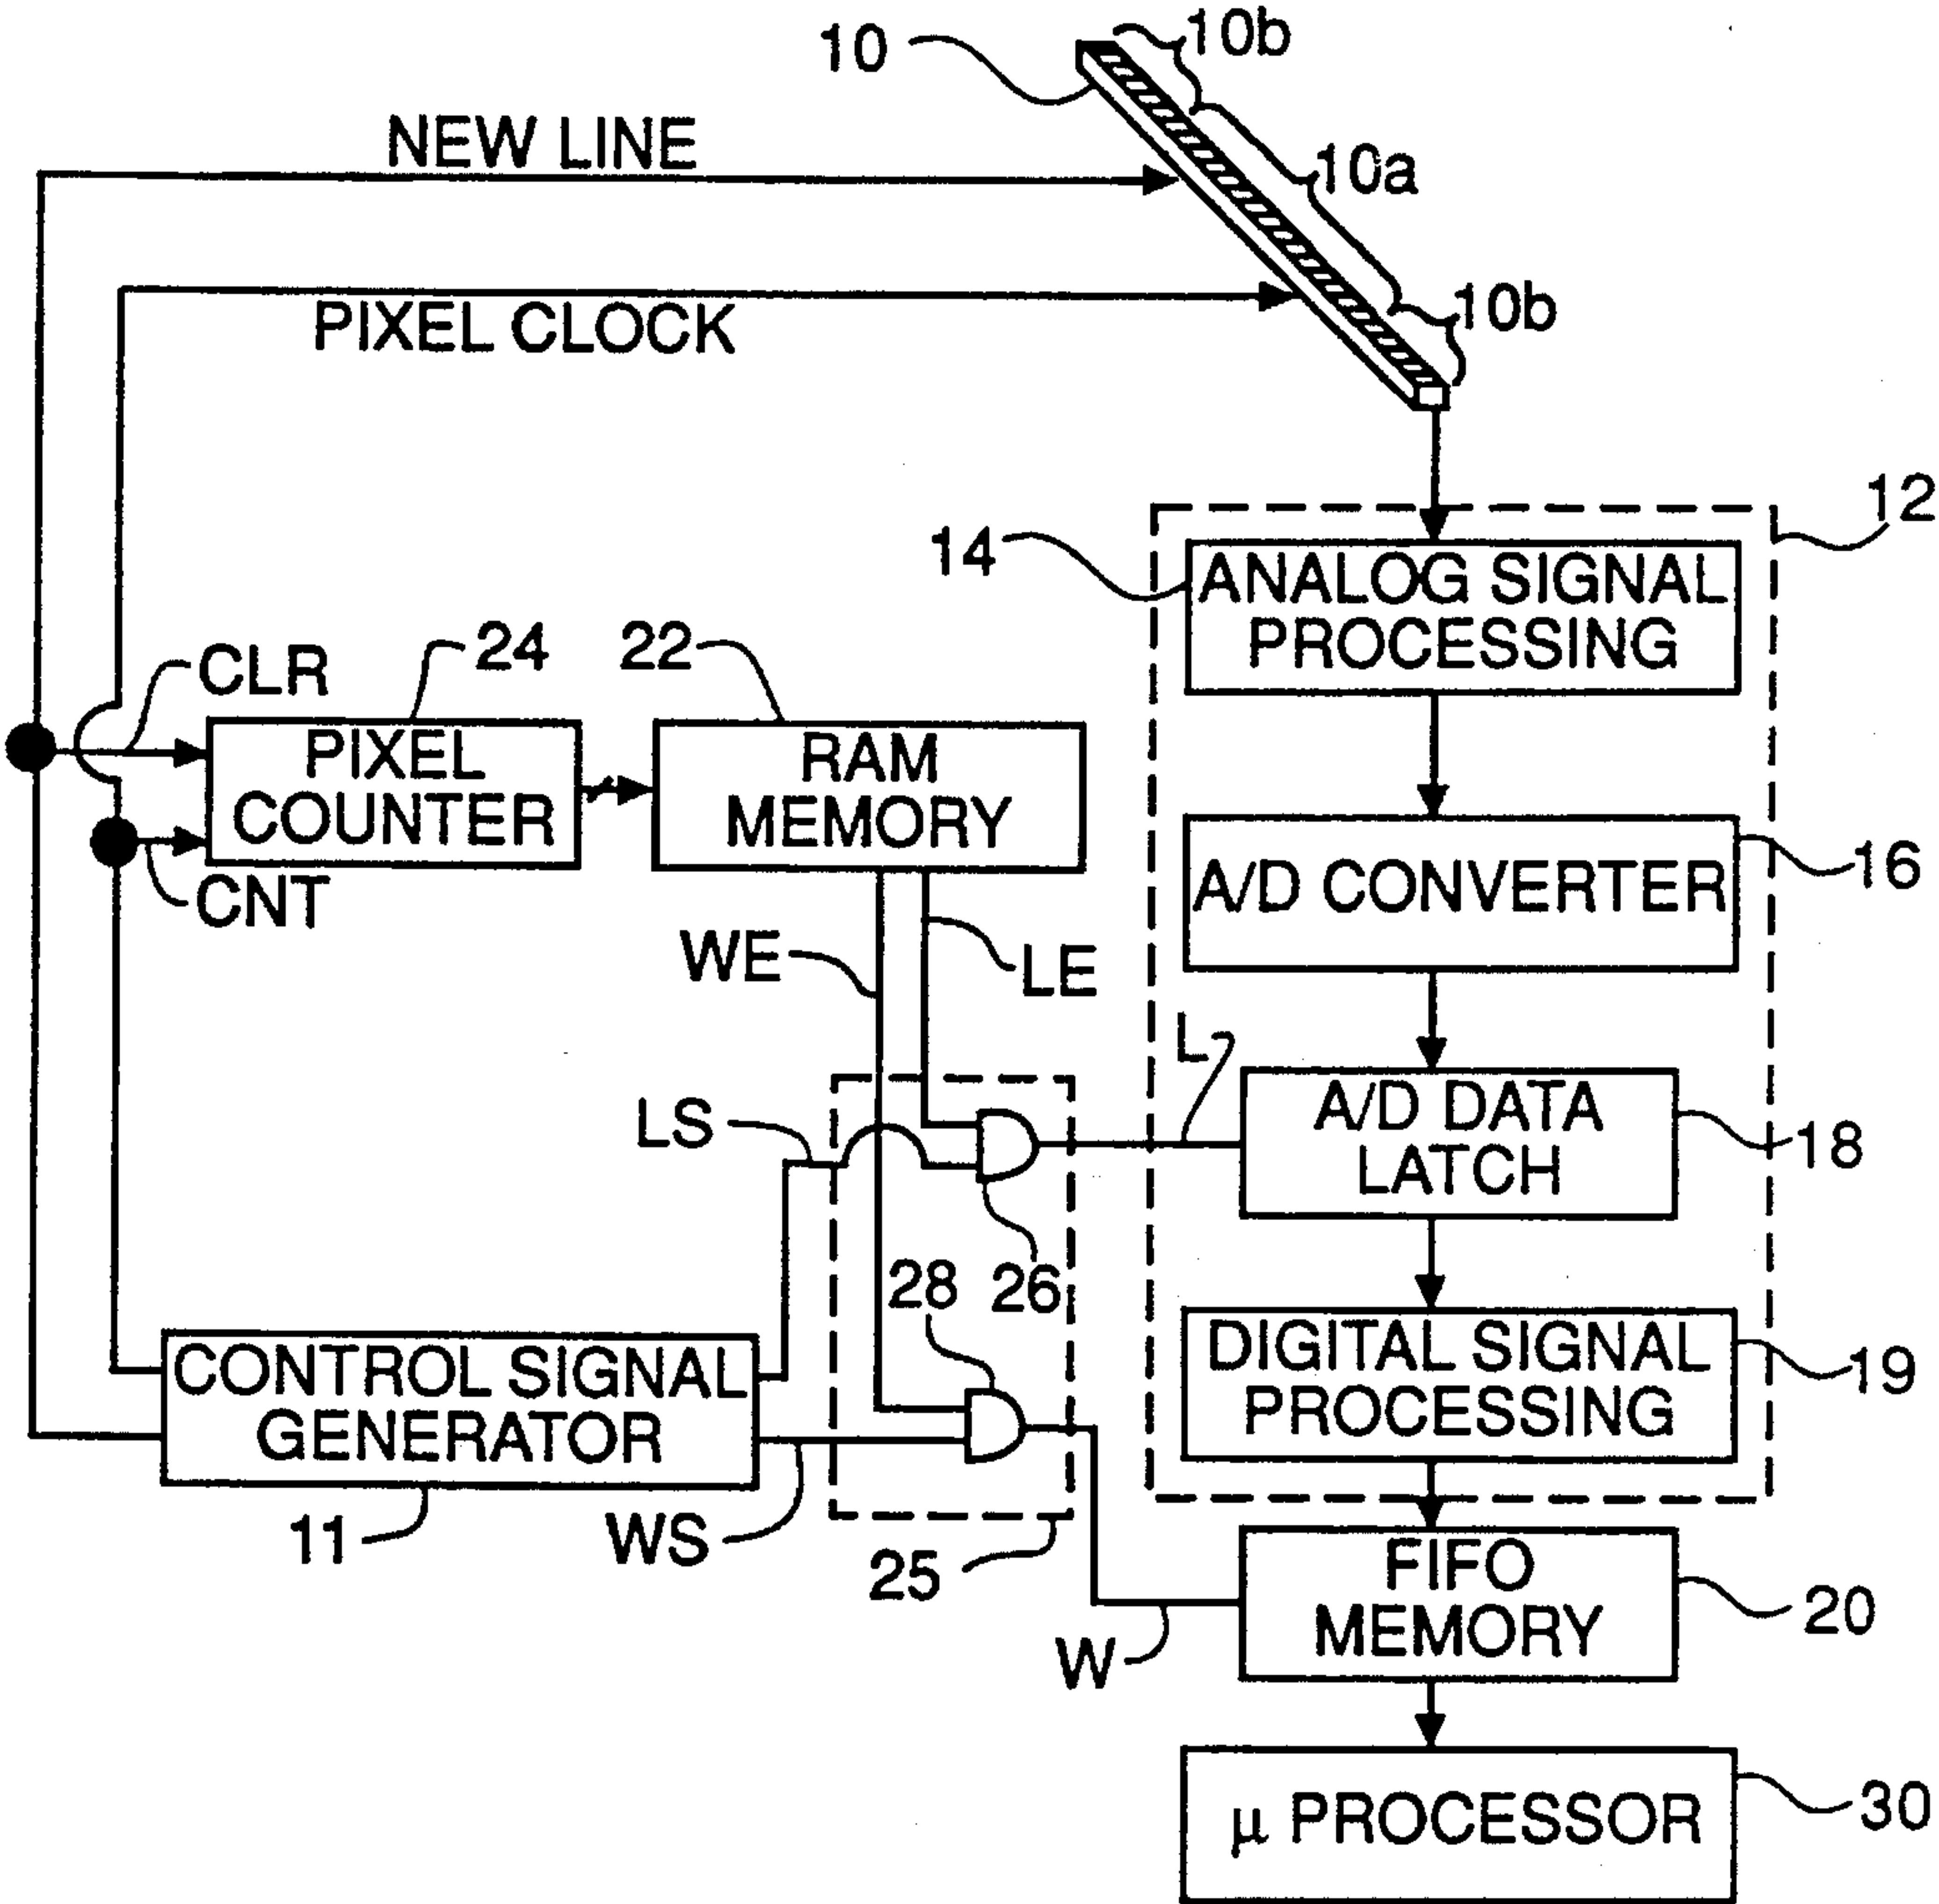 10
10b
NEW LINE
10a
PIXEL CLOCK
10b
12
14
ANALOG SIGNAL
PROCESSING
CLR
24
22
PIXEL
COUNTER
RAM
MEMORY
CNT
A/D CONVERTER
16
WE
LE
L
LS
A/D DATA
LATCH
18
28
26
CONTROL SIGNAL
GENERATOR
DIGITAL SIGNAL
PROCESSING
19
11
WS
25
FIFO
MEMORY
20
W
μ PROCESSOR
30